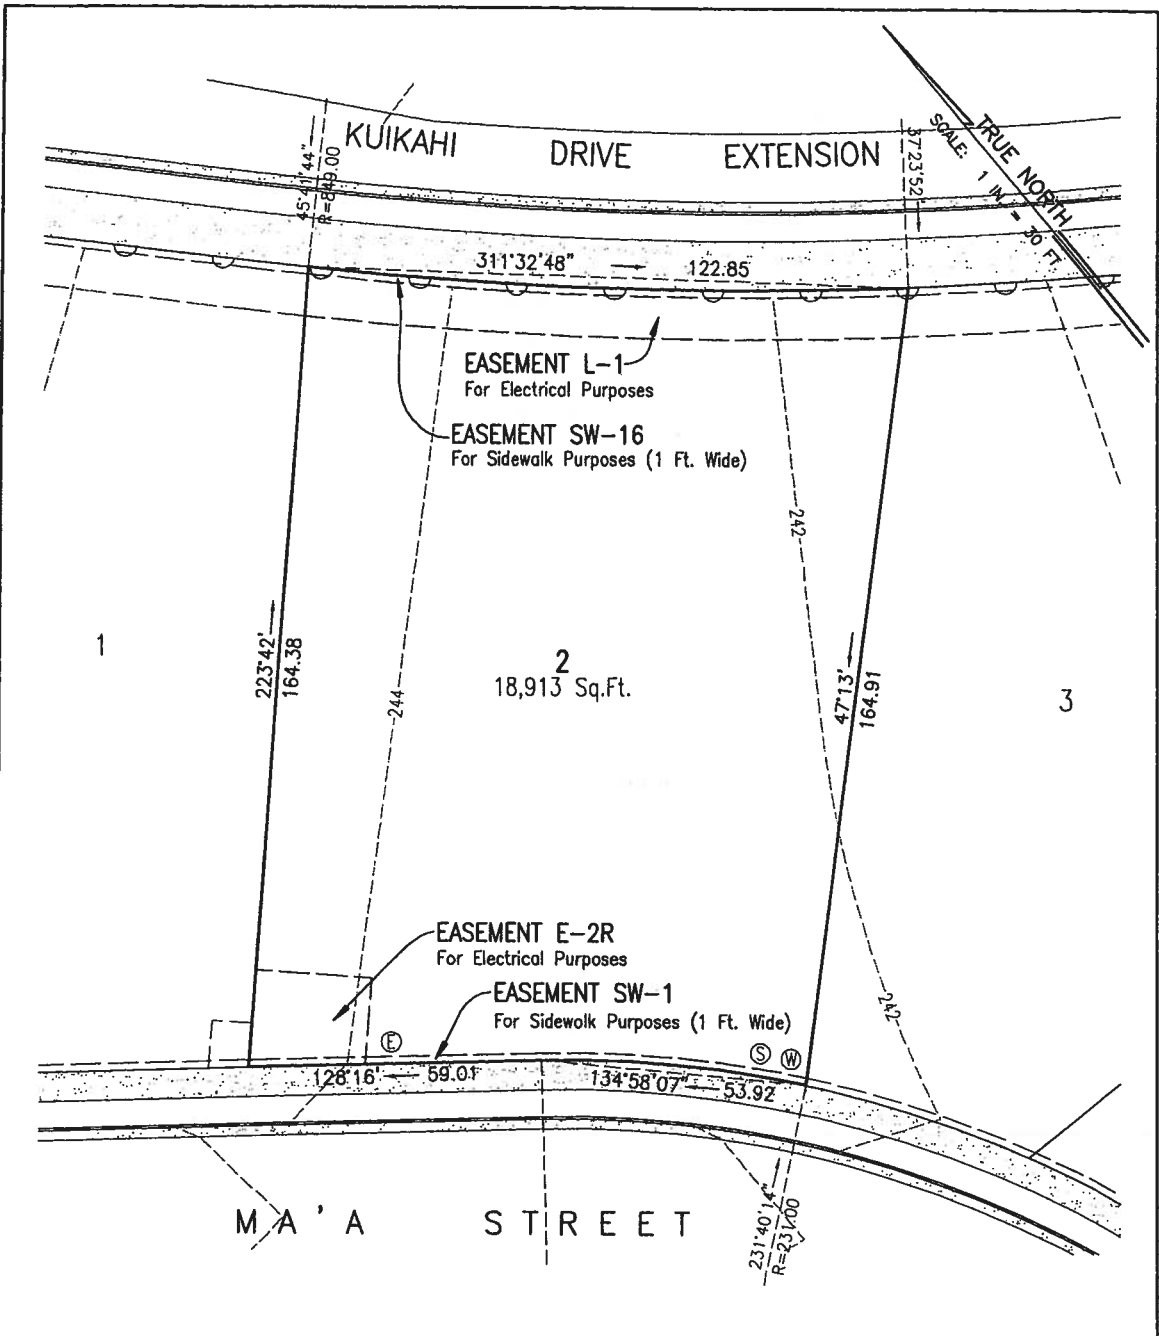 KUIKAHI DRIVE EXTENSION
45°41'44"
R=849.00
37°23'52"
TRUE NORTH
SCALE: 1 IN = 30 FT
311°32'48" 122.85
EASEMENT L-1
For Electrical Purposes
EASEMENT SW-16
For Sidewalk Purposes (1 Ft. Wide)
242
1
223°42'
164.38
244
2
18,913 Sq.Ft.
47°13'
164.91
3
EASEMENT E-2R
For Electrical Purposes
EASEMENT SW-1
For Sidewolk Purposes (1 Ft. Wide)
242
E
S
W
128°16' 59.01
134°58'07" 53.92
MA'A STREET
231°40'14"
R=231.00